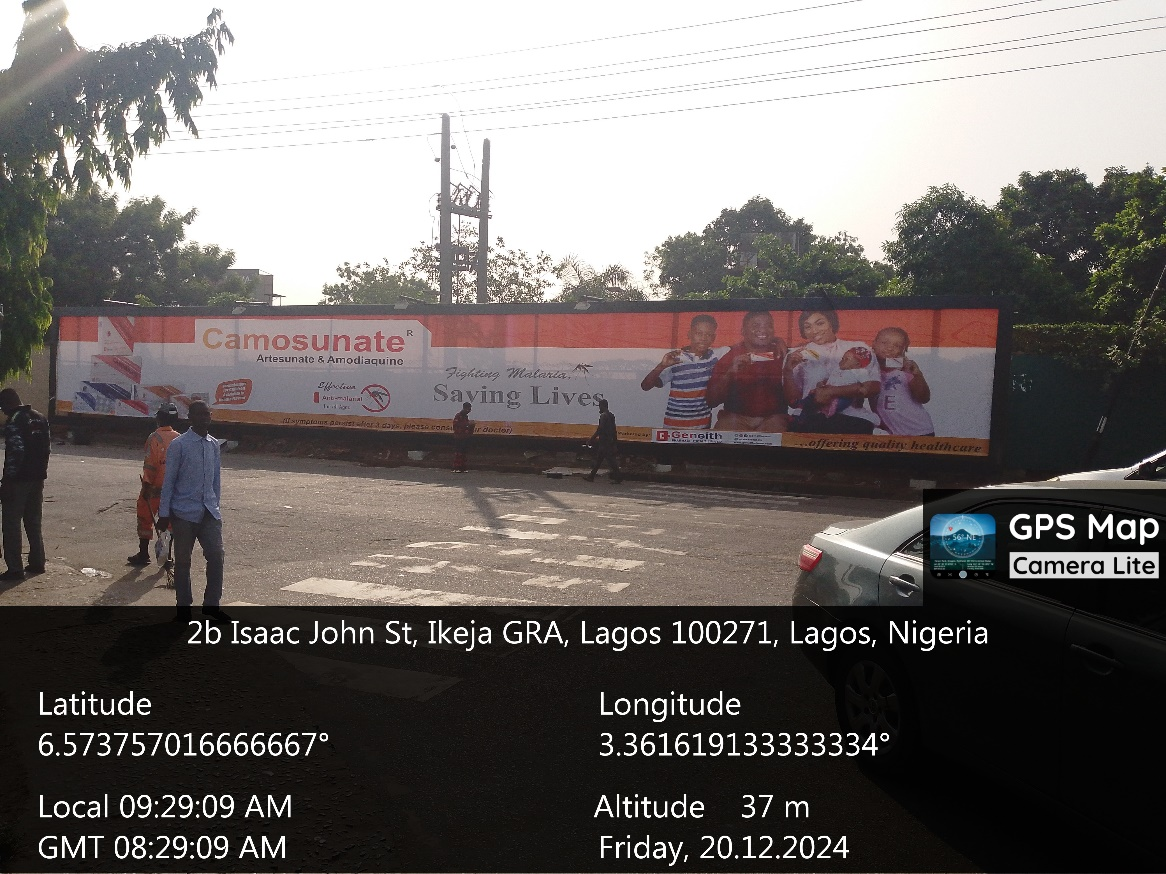 Camosunate R
Artesunate & Amodiaquine
Effective
Anti-malarial
Fighting Malaria...
Saving Lives
Geneith
...offering quality healthcare
GPS Map
Camera Lite
2b Isaac John St, Ikeja GRA, Lagos 100271, Lagos, Nigeria
Latitude
6.573757016666667°
Longitude
3.361619133333334°
Local 09:29:09 AM
GMT 08:29:09 AM
Altitude 37 m
Friday, 20.12.2024